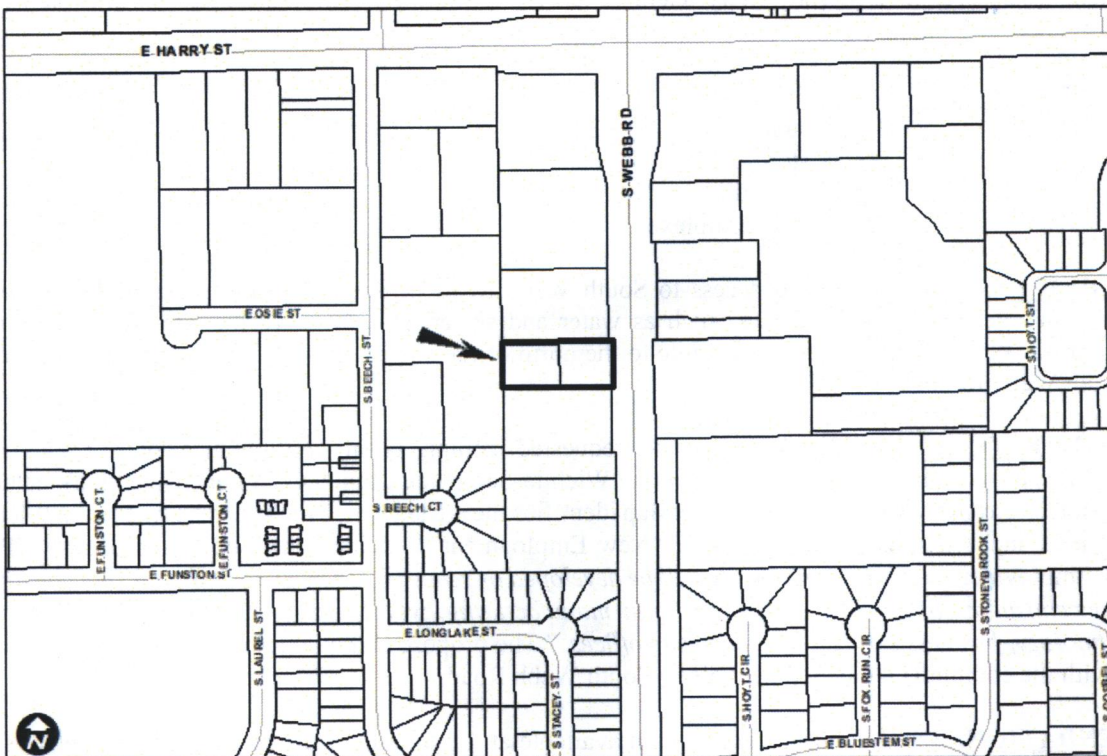 E HARRY ST
S WEBB RD
E OSIE ST
S BEECH ST
S HOYT ST
E FUNSTON CT
E FUNSTON CT
S BEECH CT
E FUNSTON ST
S STONEYBROOK ST
E LONGLAKE ST
S LAUREL ST
S STACEY ST
S HOYT CIR
S FOX RUN CIR
E BLUESTEM ST
N